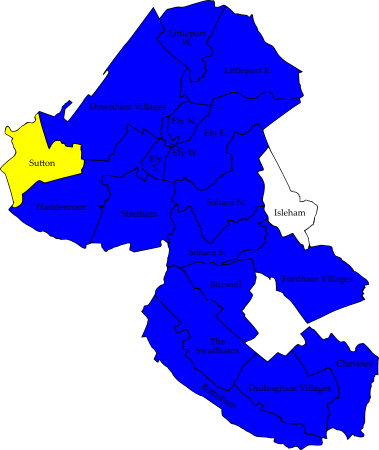 Littleport
W.
Littleport E.
Downham Villages
Ely N.
Ely E.
Sutton
Ely
S.
Ely W.
Haddenham
Stretham
Soham N.
Isleham
Soham S.
Fordham Villages
Burwell
The
Swaffhams
Cheveley
Dullingham Villages
Bottisham